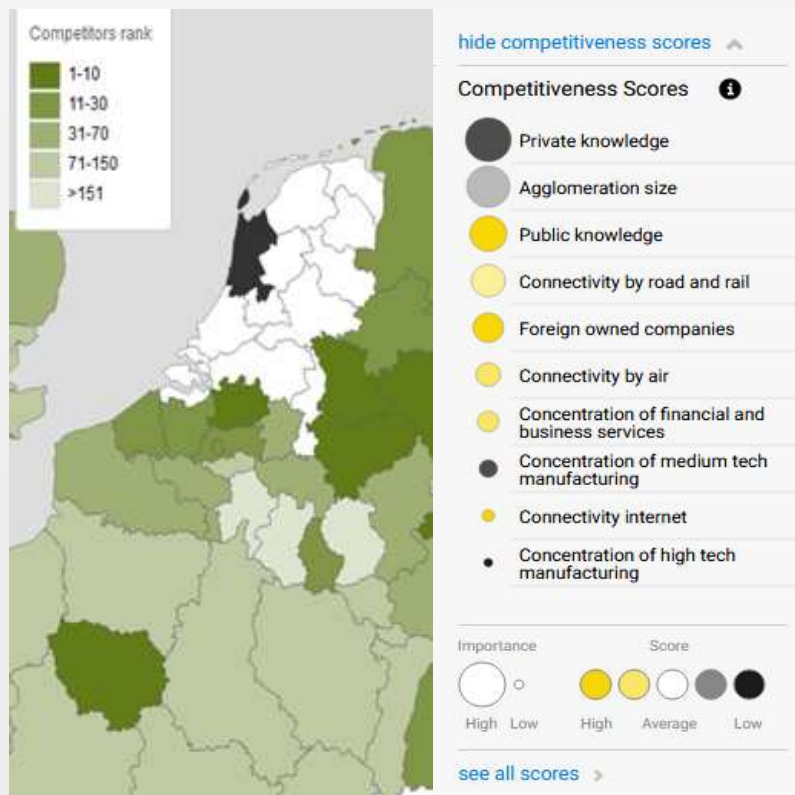 Competitors rank
1-10
11-30
31-70
71-150
>151
hide competitiveness scores
Competitiveness Scores
Private knowledge
Agglomeration size
Public knowledge
Connectivity by road and rail
Foreign owned companies
Connectivity by air
Concentration of financial and
business services
Concentration of medium tech
manufacturing
Connectivity internet
Concentration of high tech
manufacturing
Importance
High Low
Score
High Average Low
see all scores